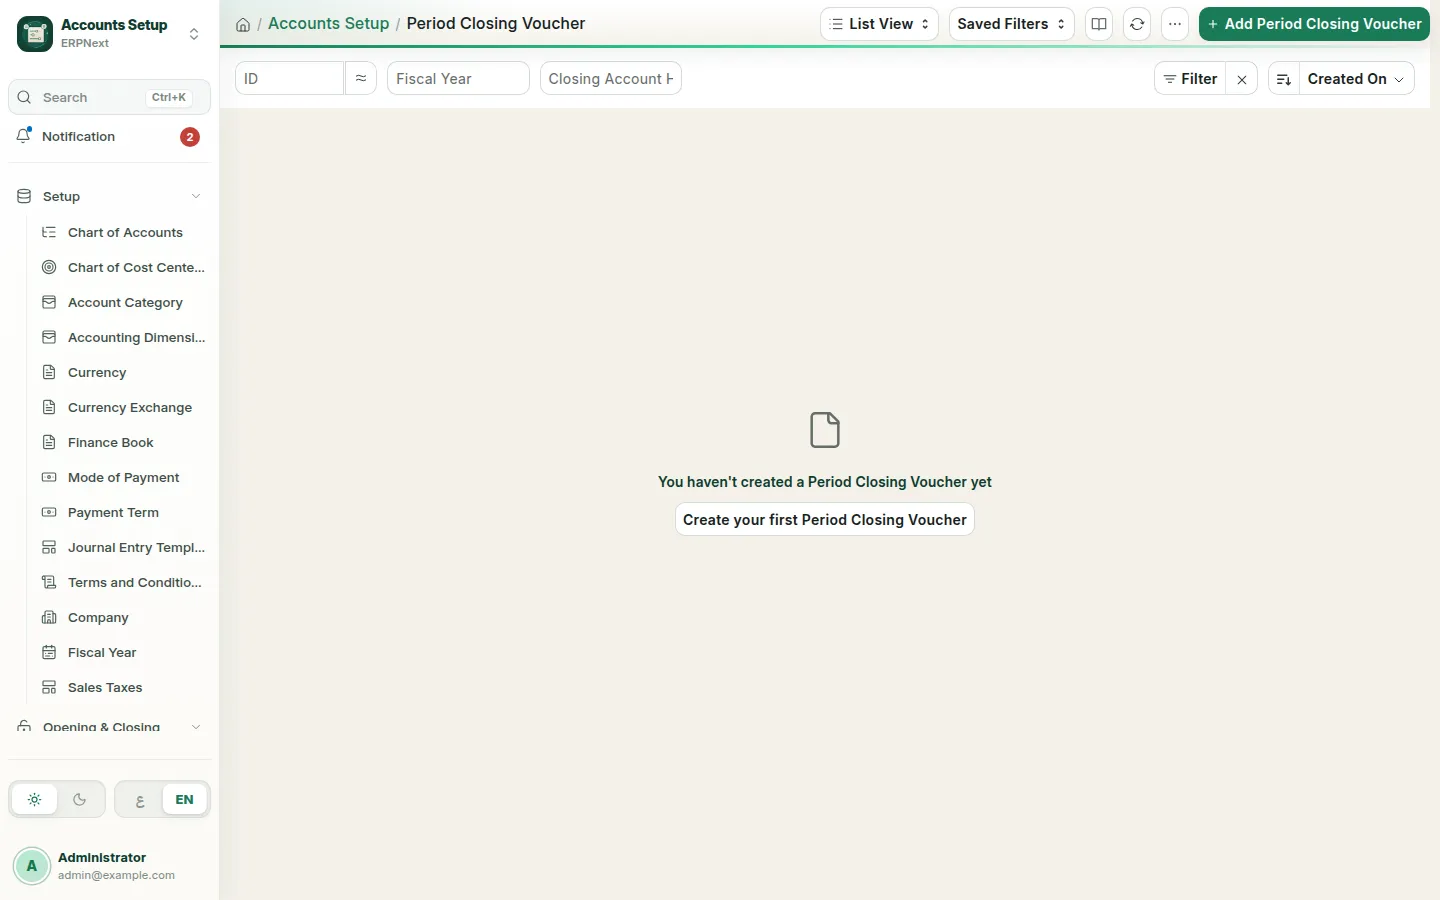 Accounts Setup
ERPNext
Search
Ctrl+K
Notification
2
Setup
Chart of Accounts
Chart of Cost Cente...
Account Category
Accounting Dimensi...
Currency
Currency Exchange
Finance Book
Mode of Payment
Payment Term
Journal Entry Templ...
Terms and Conditio...
Company
Fiscal Year
Sales Taxes
Opening & Closing
ع
EN
A
Administrator
admin@example.com
/ Accounts Setup / Period Closing Voucher
List View
Saved Filters
+ Add Period Closing Voucher
ID
≈
Fiscal Year
Closing Account H
Filter
Created On
You haven't created a Period Closing Voucher yet
Create your first Period Closing Voucher